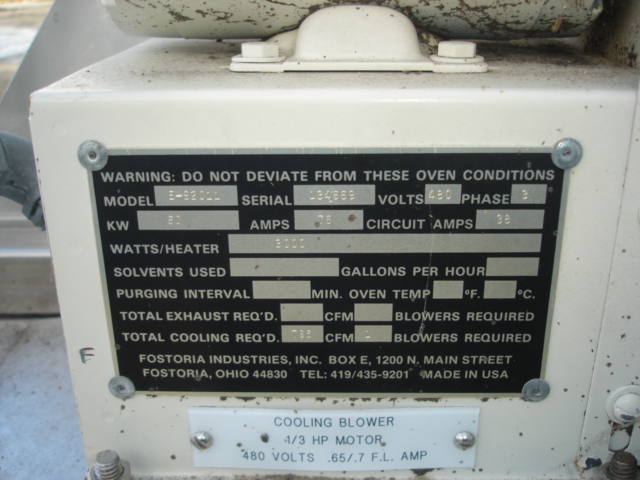 WARNING: DO NOT DEVIATE FROM THESE OVEN CONDITIONS
MODEL SERIAL VOLTS 480 PHASE 3
KW AMPS 76 CIRCUIT AMPS 38
WATTS/HEATER
SOLVENTS USED GALLONS PER HOUR
PURGING INTERVAL MIN. OVEN TEMP °F. °C.
TOTAL EXHAUST REQ'D. CFM BLOWERS REQUIRED
TOTAL COOLING REQ'D. CFM 1 BLOWERS REQUIRED
FOSTORIA INDUSTRIES, INC. BOX E, 1200 N. MAIN STREET
FOSTORIA, OHIO 44830 TEL: 419/435-9201 MADE IN USA
F
COOLING BLOWER
1/3 HP MOTOR
480 VOLTS .65/.7 F.L. AMP